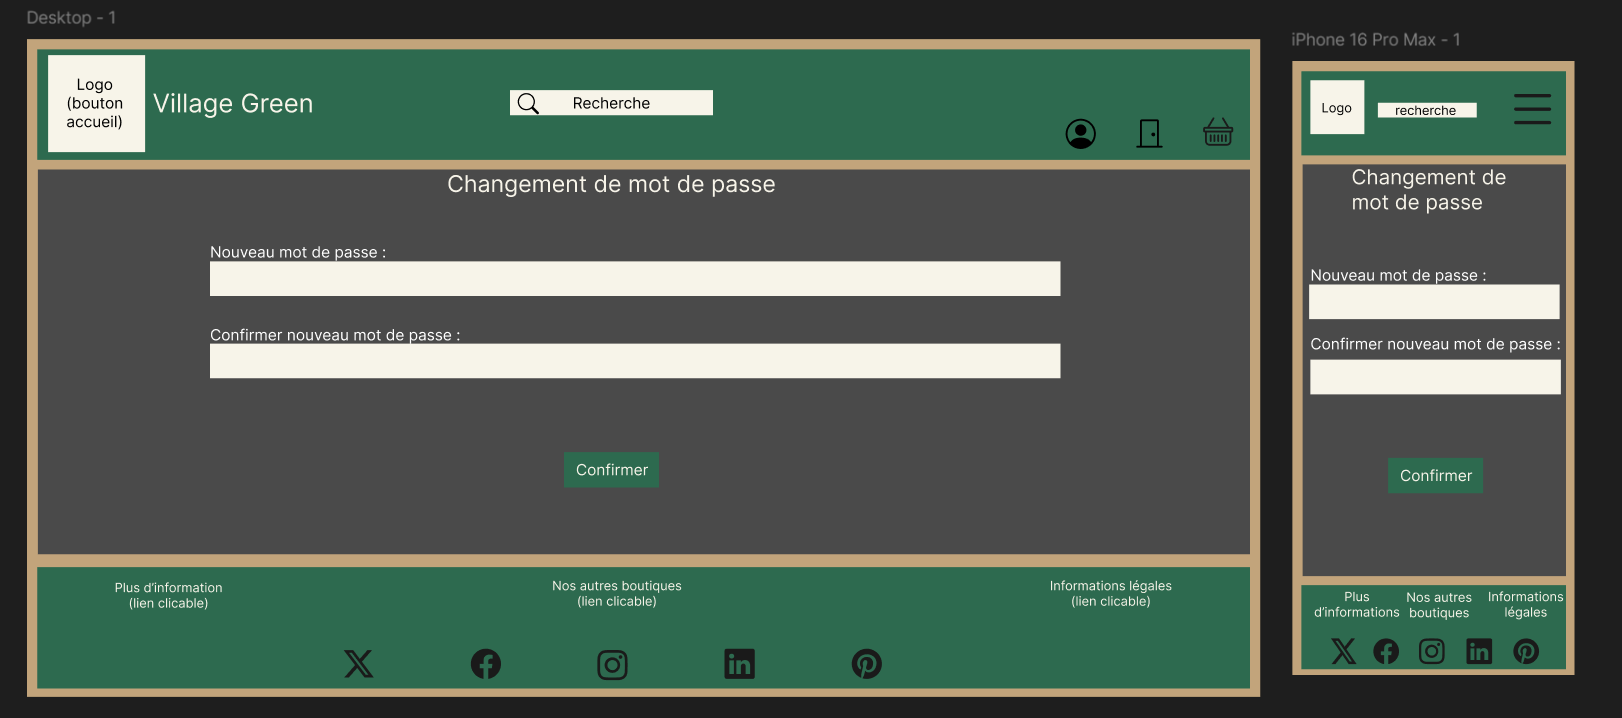 Desktop - 1
Logo
(bouton
accueil)
Village Green
Recherche
Changement de mot de passe
Nouveau mot de passe :
Confirmer nouveau mot de passe :
Confirmer
Plus d'information
(lien clicable)
Nos autres boutiques
(lien clicable)
Informations légales
(lien clicable)
iPhone 16 Pro Max - 1
Logo
recherche
Changement de
mot de passe
Nouveau mot de passe :
Confirmer nouveau mot de passe :
Confirmer
Plus
d'informations
Nos autres
boutiques
Informations
légales